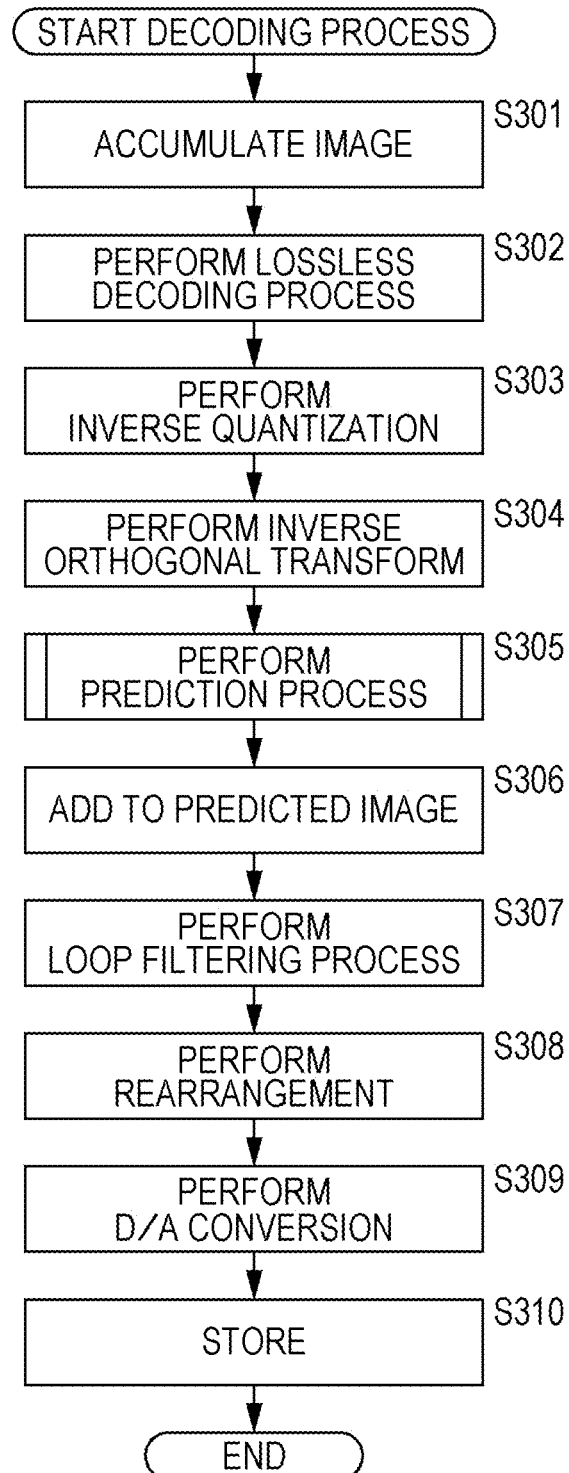 START DECODING PROCESS
S301
ACCUMULATE IMAGE
S302
PERFORM LOSSLESS
DECODING PROCESS
S303
PERFORM
INVERSE QUANTIZATION
S304
PERFORM INVERSE
ORTHOGONAL TRANSFORM
S305
PERFORM
PREDICTION PROCESS
S306
ADD TO PREDICTED IMAGE
S307
PERFORM
LOOP FILTERING PROCESS
S308
PERFORM
REARRANGEMENT
S309
PERFORM
D/A CONVERSION
S310
STORE
END